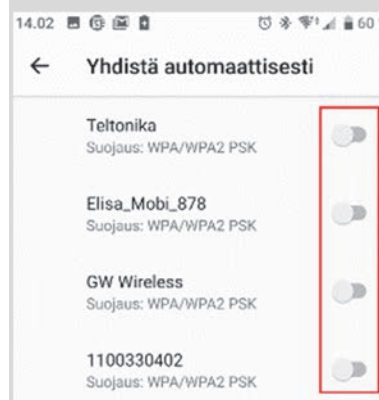 14.02 60
Yhdistä automaattisesti
Teltonika
Suojaus: WPA/WPA2 PSK
Elisa_Mobi_878
Suojaus: WPA/WPA2 PSK
GW Wireless
Suojaus: WPA/WPA2 PSK
1100330402
Suojaus: WPA/WPA2 PSK